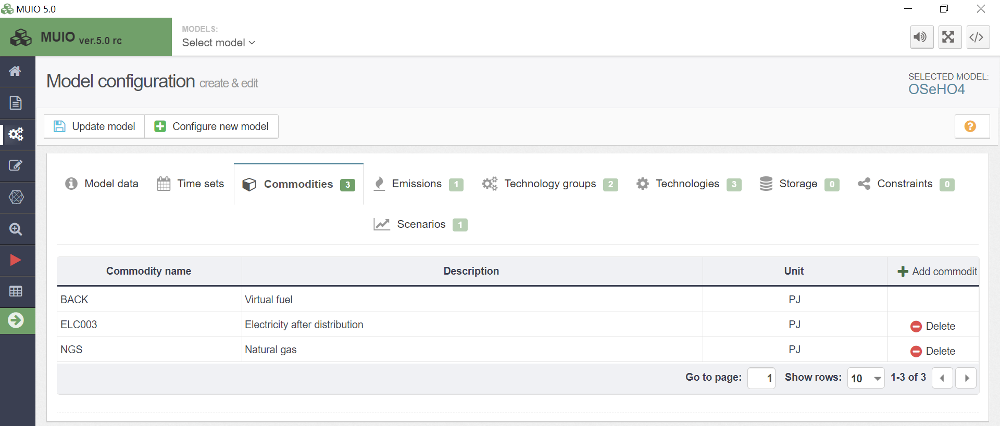 MUIO 5.0
MUIO ver.5.0 rc
MODELS:
Select model
Model configuration create & edit
SELECTED MODEL:
OSeHO4
Update model
Configure new model
Model data
Time sets
Commodities 3
Emissions 1
Technology groups 2
Technologies 3
Storage 0
Constraints 0
Scenarios 1
Commodity name Description Unit Add commodit
BACK Virtual fuel PJ
ELC003 Electricity after distribution PJ Delete
NGS Natural gas PJ Delete
Go to page: 1 Show rows: 10 1-3 of 3